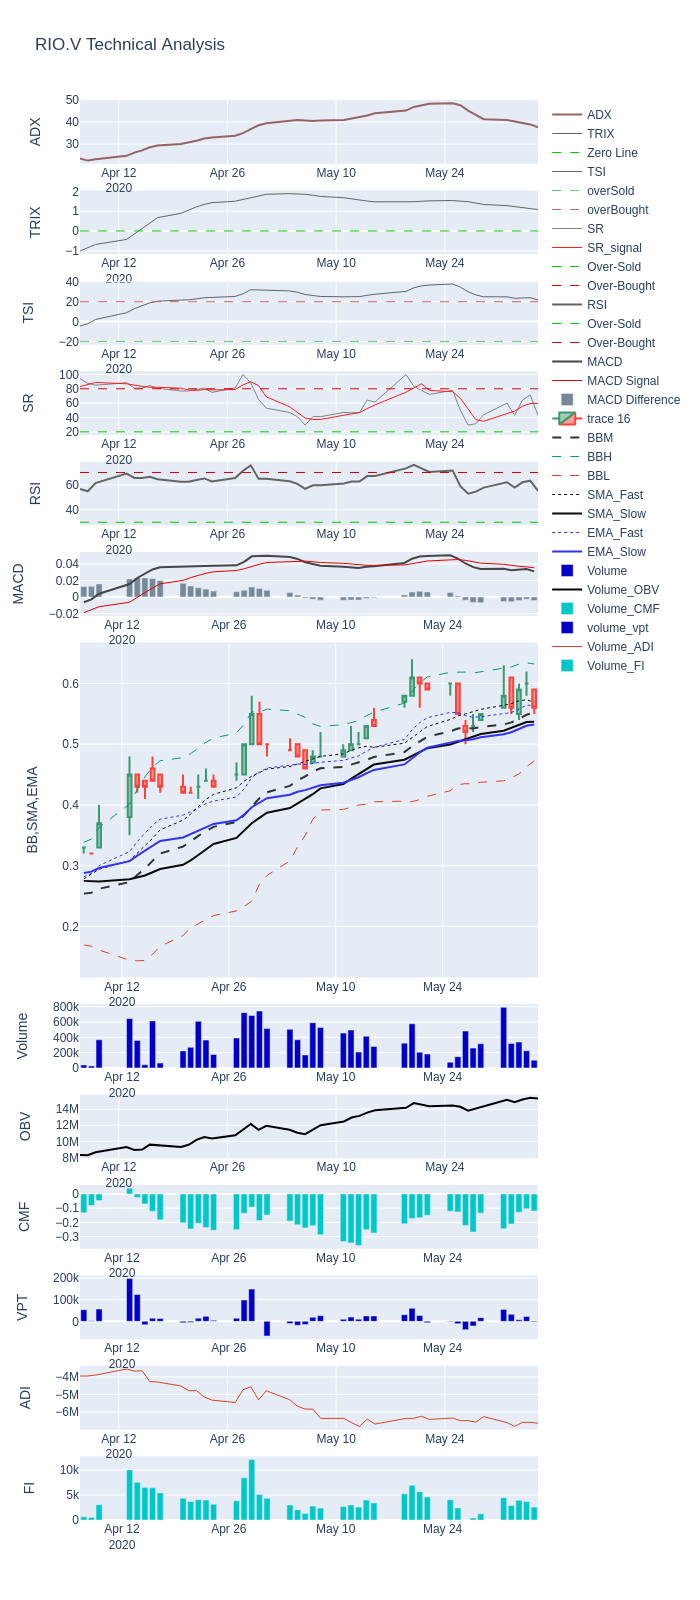 RIO.V Technical Analysis
ADX
50
40
30
Apr 12
2020
Apr 26
May 10
May 24
TRIX
2
1
0
−1
Apr 12
2020
Apr 26
May 10
May 24
TSI
40
20
0
−20
Apr 12
2020
Apr 26
May 10
May 24
SR
100
80
60
40
20
Apr 12
2020
Apr 26
May 10
May 24
RSI
60
40
Apr 12
2020
Apr 26
May 10
May 24
MACD
0.04
0.02
0
−0.02
Apr 12
2020
Apr 26
May 10
May 24
BB,SMA,EMA
0.6
0.5
0.4
0.3
0.2
Apr 12
2020
Apr 26
May 10
May 24
Volume
800k
600k
400k
200k
0
Apr 12
2020
Apr 26
May 10
May 24
OBV
14M
12M
10M
8M
Apr 12
2020
Apr 26
May 10
May 24
CMF
0
−0.1
−0.2
−0.3
Apr 12
2020
Apr 26
May 10
May 24
VPT
200k
100k
0
Apr 12
2020
Apr 26
May 10
May 24
ADI
−4M
−5M
−6M
Apr 12
2020
Apr 26
May 10
May 24
FI
10k
5k
0
Apr 12
2020
Apr 26
May 10
May 24
ADX
TRIX
Zero Line
TSI
overSold
overBought
SR
SR_signal
Over-Sold
Over-Bought
RSI
Over-Sold
Over-Bought
MACD
MACD Signal
MACD Difference
trace 16
BBM
BBH
BBL
SMA_Fast
SMA_Slow
EMA_Fast
EMA_Slow
Volume
Volume_OBV
Volume_CMF
volume_vpt
Volume_ADI
Volume_FI